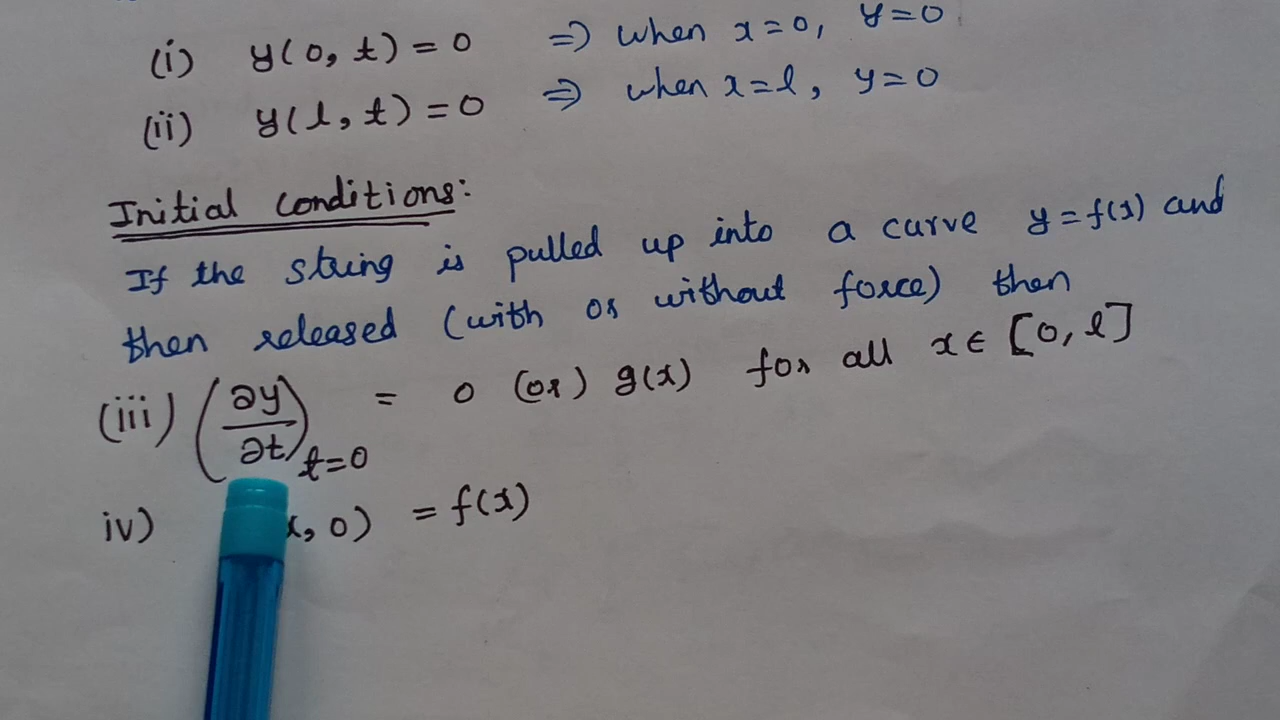 (i) y(0, t) = 0 ⇒ when x=0, y=0
(ii) y(l, t) = 0 ⇒ when x=l, y=0
Initial conditions:
If the string is pulled up into a curve y=f(x) and
then released (with or without force) then
(iii) (∂y/∂t)t=0 = 0 (or) g(x) for all x∈[0, l]
iv) x, 0) = f(x)